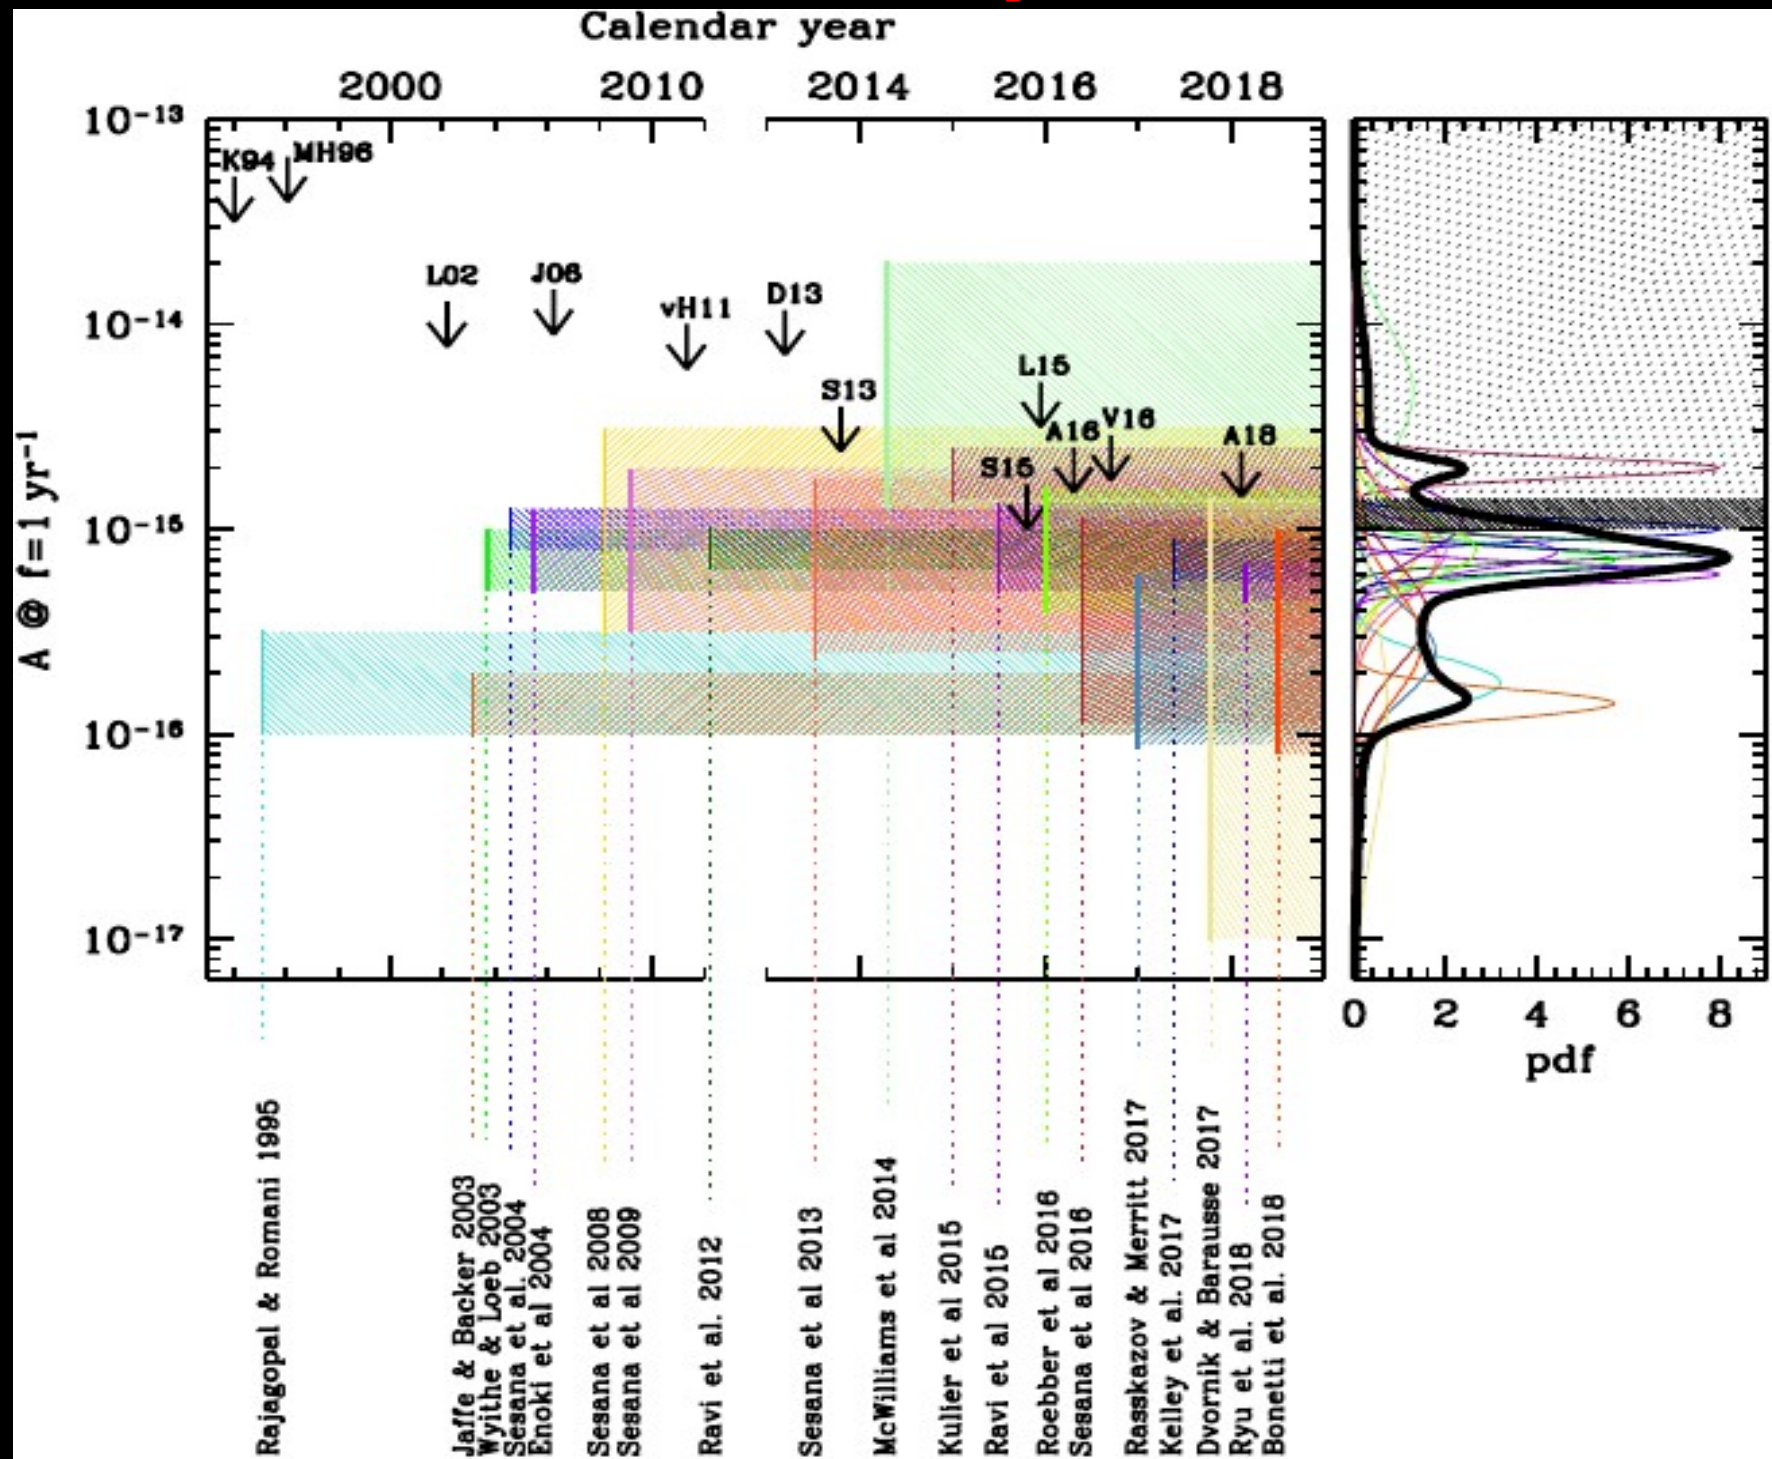 Calendar year
2000 2010 2014 2016 2018
10⁻¹³
K94 MH96
L02 J06
vH11 D13
10⁻¹⁴
L15
S13
A16 V16
A18
S15
A @ f=1 yr⁻¹
10⁻¹⁵
10⁻¹⁶
10⁻¹⁷
0 2 4 6 8
pdf
Rajagopal & Romani 1995
Jaffe & Backer 2003
Wyithe & Loeb 2003
Sesana et al. 2004
Enoki et al 2004
Sesana et al 2008
Sesana et al 2009
Ravi et al. 2012
Sesana et al 2013
McWilliams et al 2014
Kulier et al 2015
Ravi et al 2015
Roebber et al 2016
Sesana et al 2016
Rasskazov & Merritt 2017
Kelley et al. 2017
Dvornik & Barausse 2017
Ryu et al. 2018
Bonetti et al. 2018